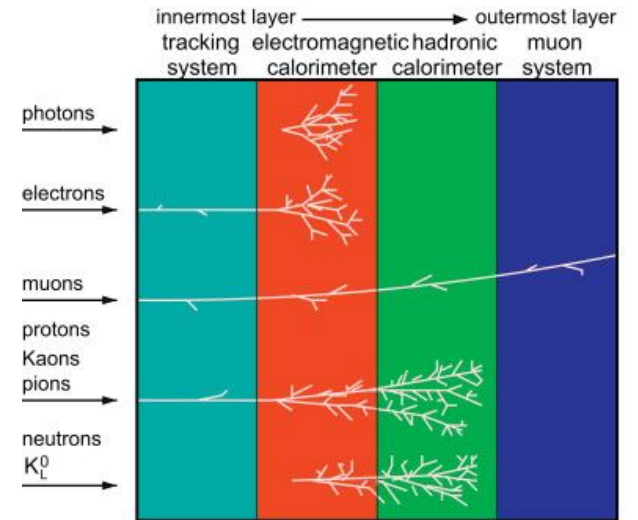 innermost layer outermost layer
tracking electromagnetic hadronic muon
system calorimeter calorimeter system
photons
electrons
muons
protons
Kaons
pions
neutrons
K⁰_L